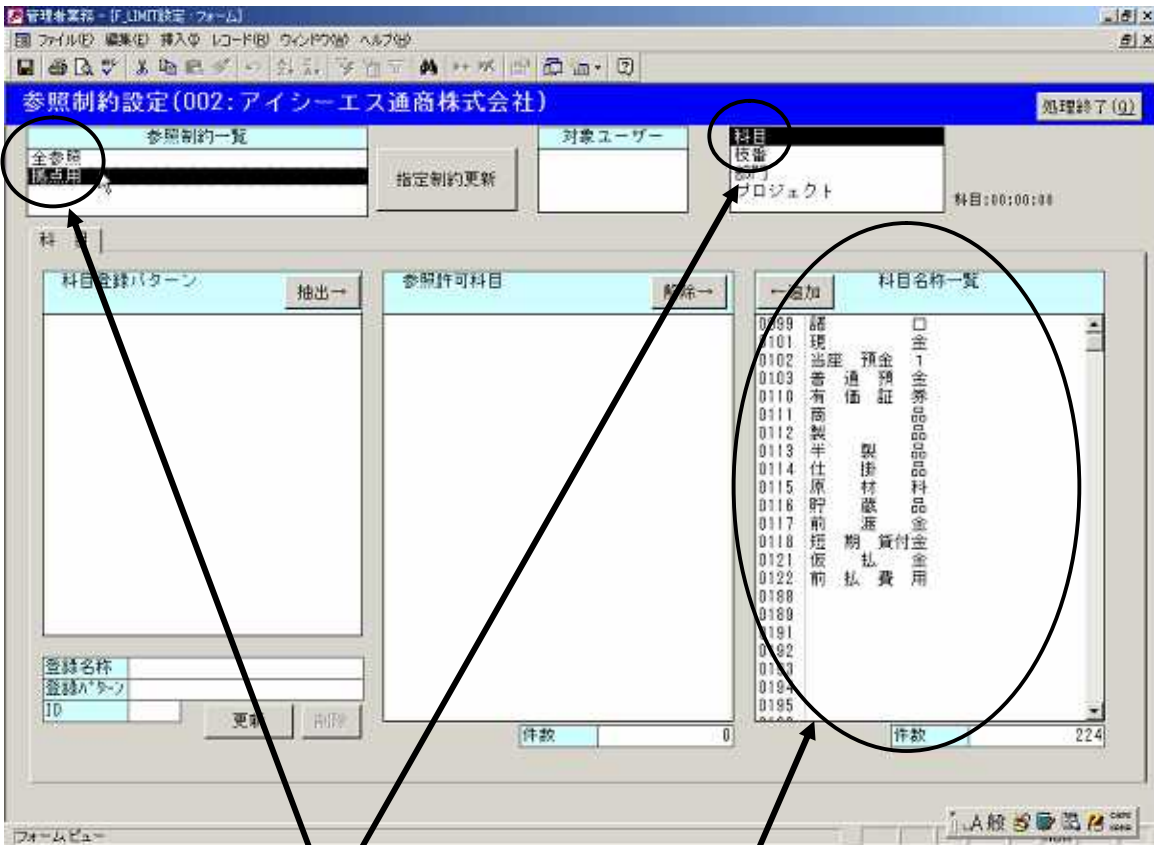 管理者業務 - [F_LIMIT設定 : フォーム]
ファイル(F) 編集(E) 挿入(I) レコード(R) ウィンドウ(W) ヘルプ(H)
参照制約設定(002:アイシーエス通商株式会社)
処理終了(Q)
参照制約一覧
全参照
拠点用
指定制約更新
対象ユーザー
科目
枝番
部門
プロジェクト
科目:00:00:00
科 目
科目登録パターン
抽出→
参照許可科目
解除→
←追加
科目名称一覧
0099 諸 口
0101 現 金
0102 当座 預金 1
0103 普 通 預 金
0110 有 価 証 券
0111 商 品
0112 製 品
0113 半 製 品
0114 仕 掛 品
0115 原 材 料
0116 貯 蔵 品
0117 前 渡 金
0118 短 期 貸付金
0121 仮 払 金
0122 前 払 費 用
0188
0189
0191
0192
0193
0194
0195
登録名称
登録パターン
ID
更新
削除
件数 0
件数 224
フォームビュー
A 般